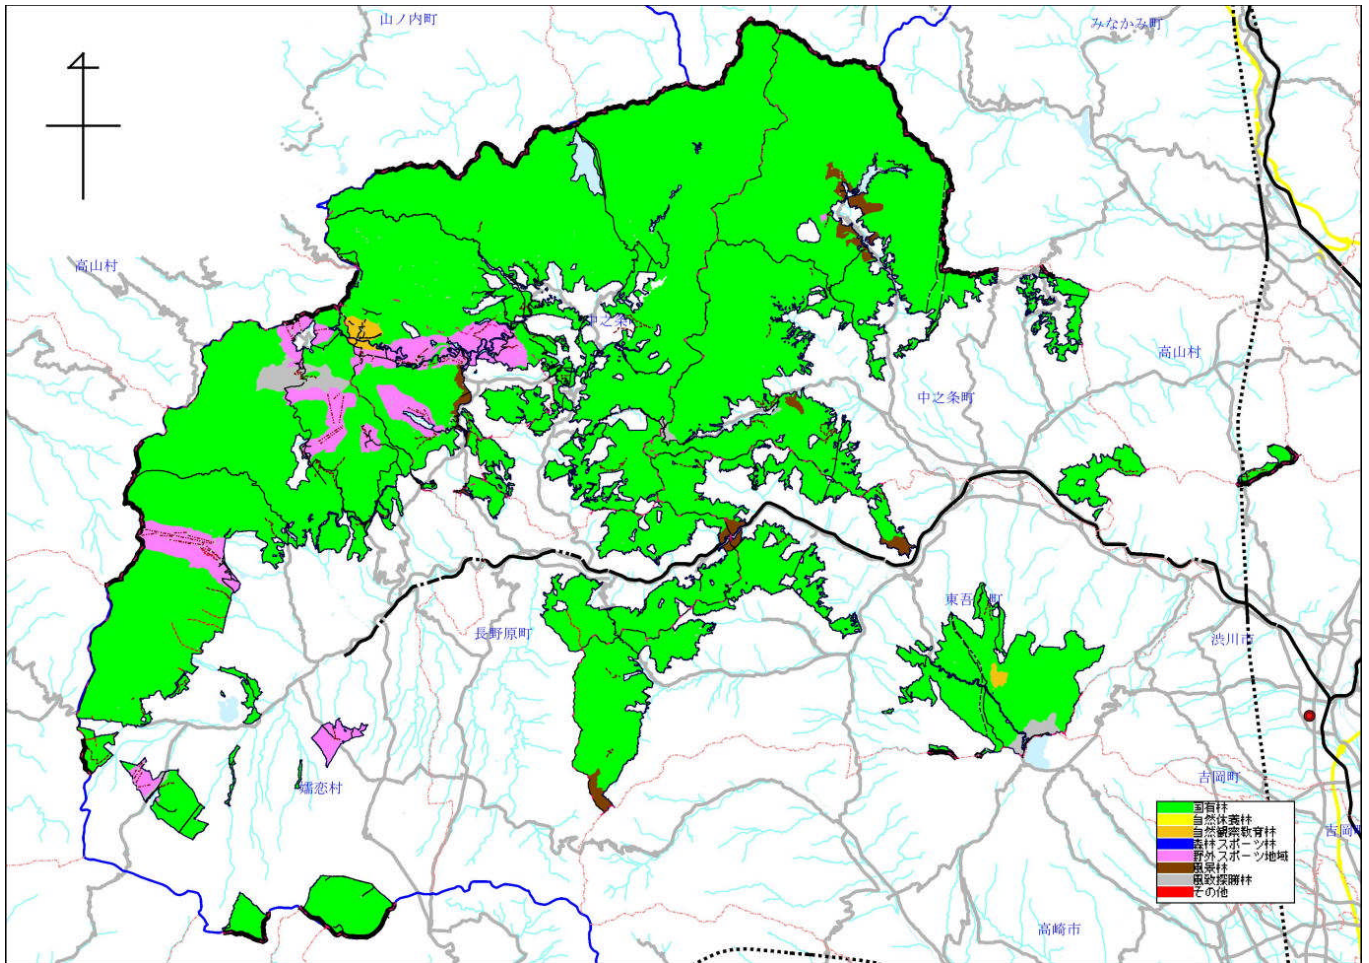 山ノ内町
みなかみ町
高山村
中之条
高山村
中之条町
東吾 町
長野原町
渋川市
嬬恋村
吉岡町
国有林
自然休養林
自然観察教育林
森林スポーツ林
野外スポーツ地域
風景林
風致探勝林
その他
吉岡
高崎市